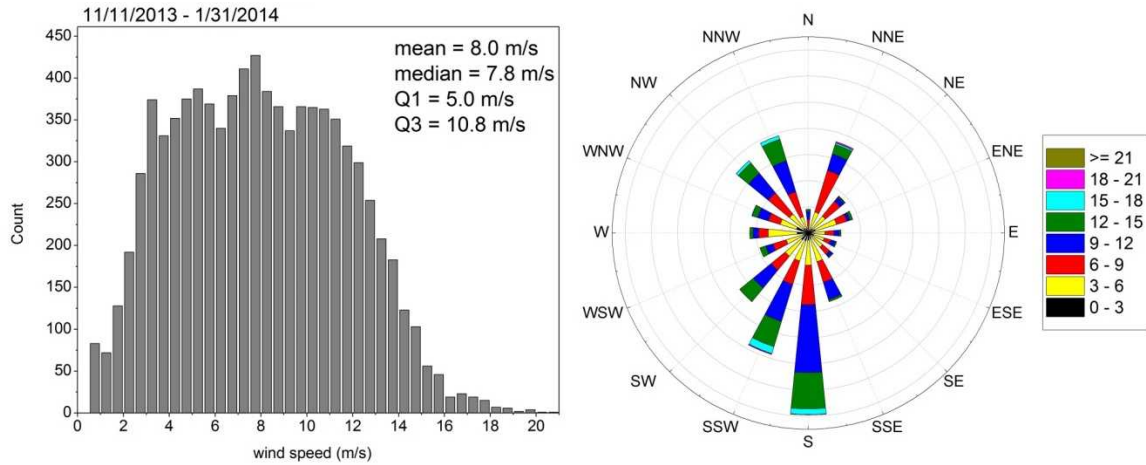 11/11/2013 - 1/31/2014
mean = 8.0 m/s
median = 7.8 m/s
Q1 = 5.0 m/s
Q3 = 10.8 m/s
450
400
350
300
250
200
150
100
50
0
Count
2
4
6
8
10
12
14
16
18
20
wind speed (m/s)
N
NNE
NE
ENE
E
ESE
SE
SSE
S
SSW
SW
WSW
W
WNW
NW
NNW
>= 21
18 - 21
15 - 18
12 - 15
9 - 12
6 - 9
3 - 6
0 - 3